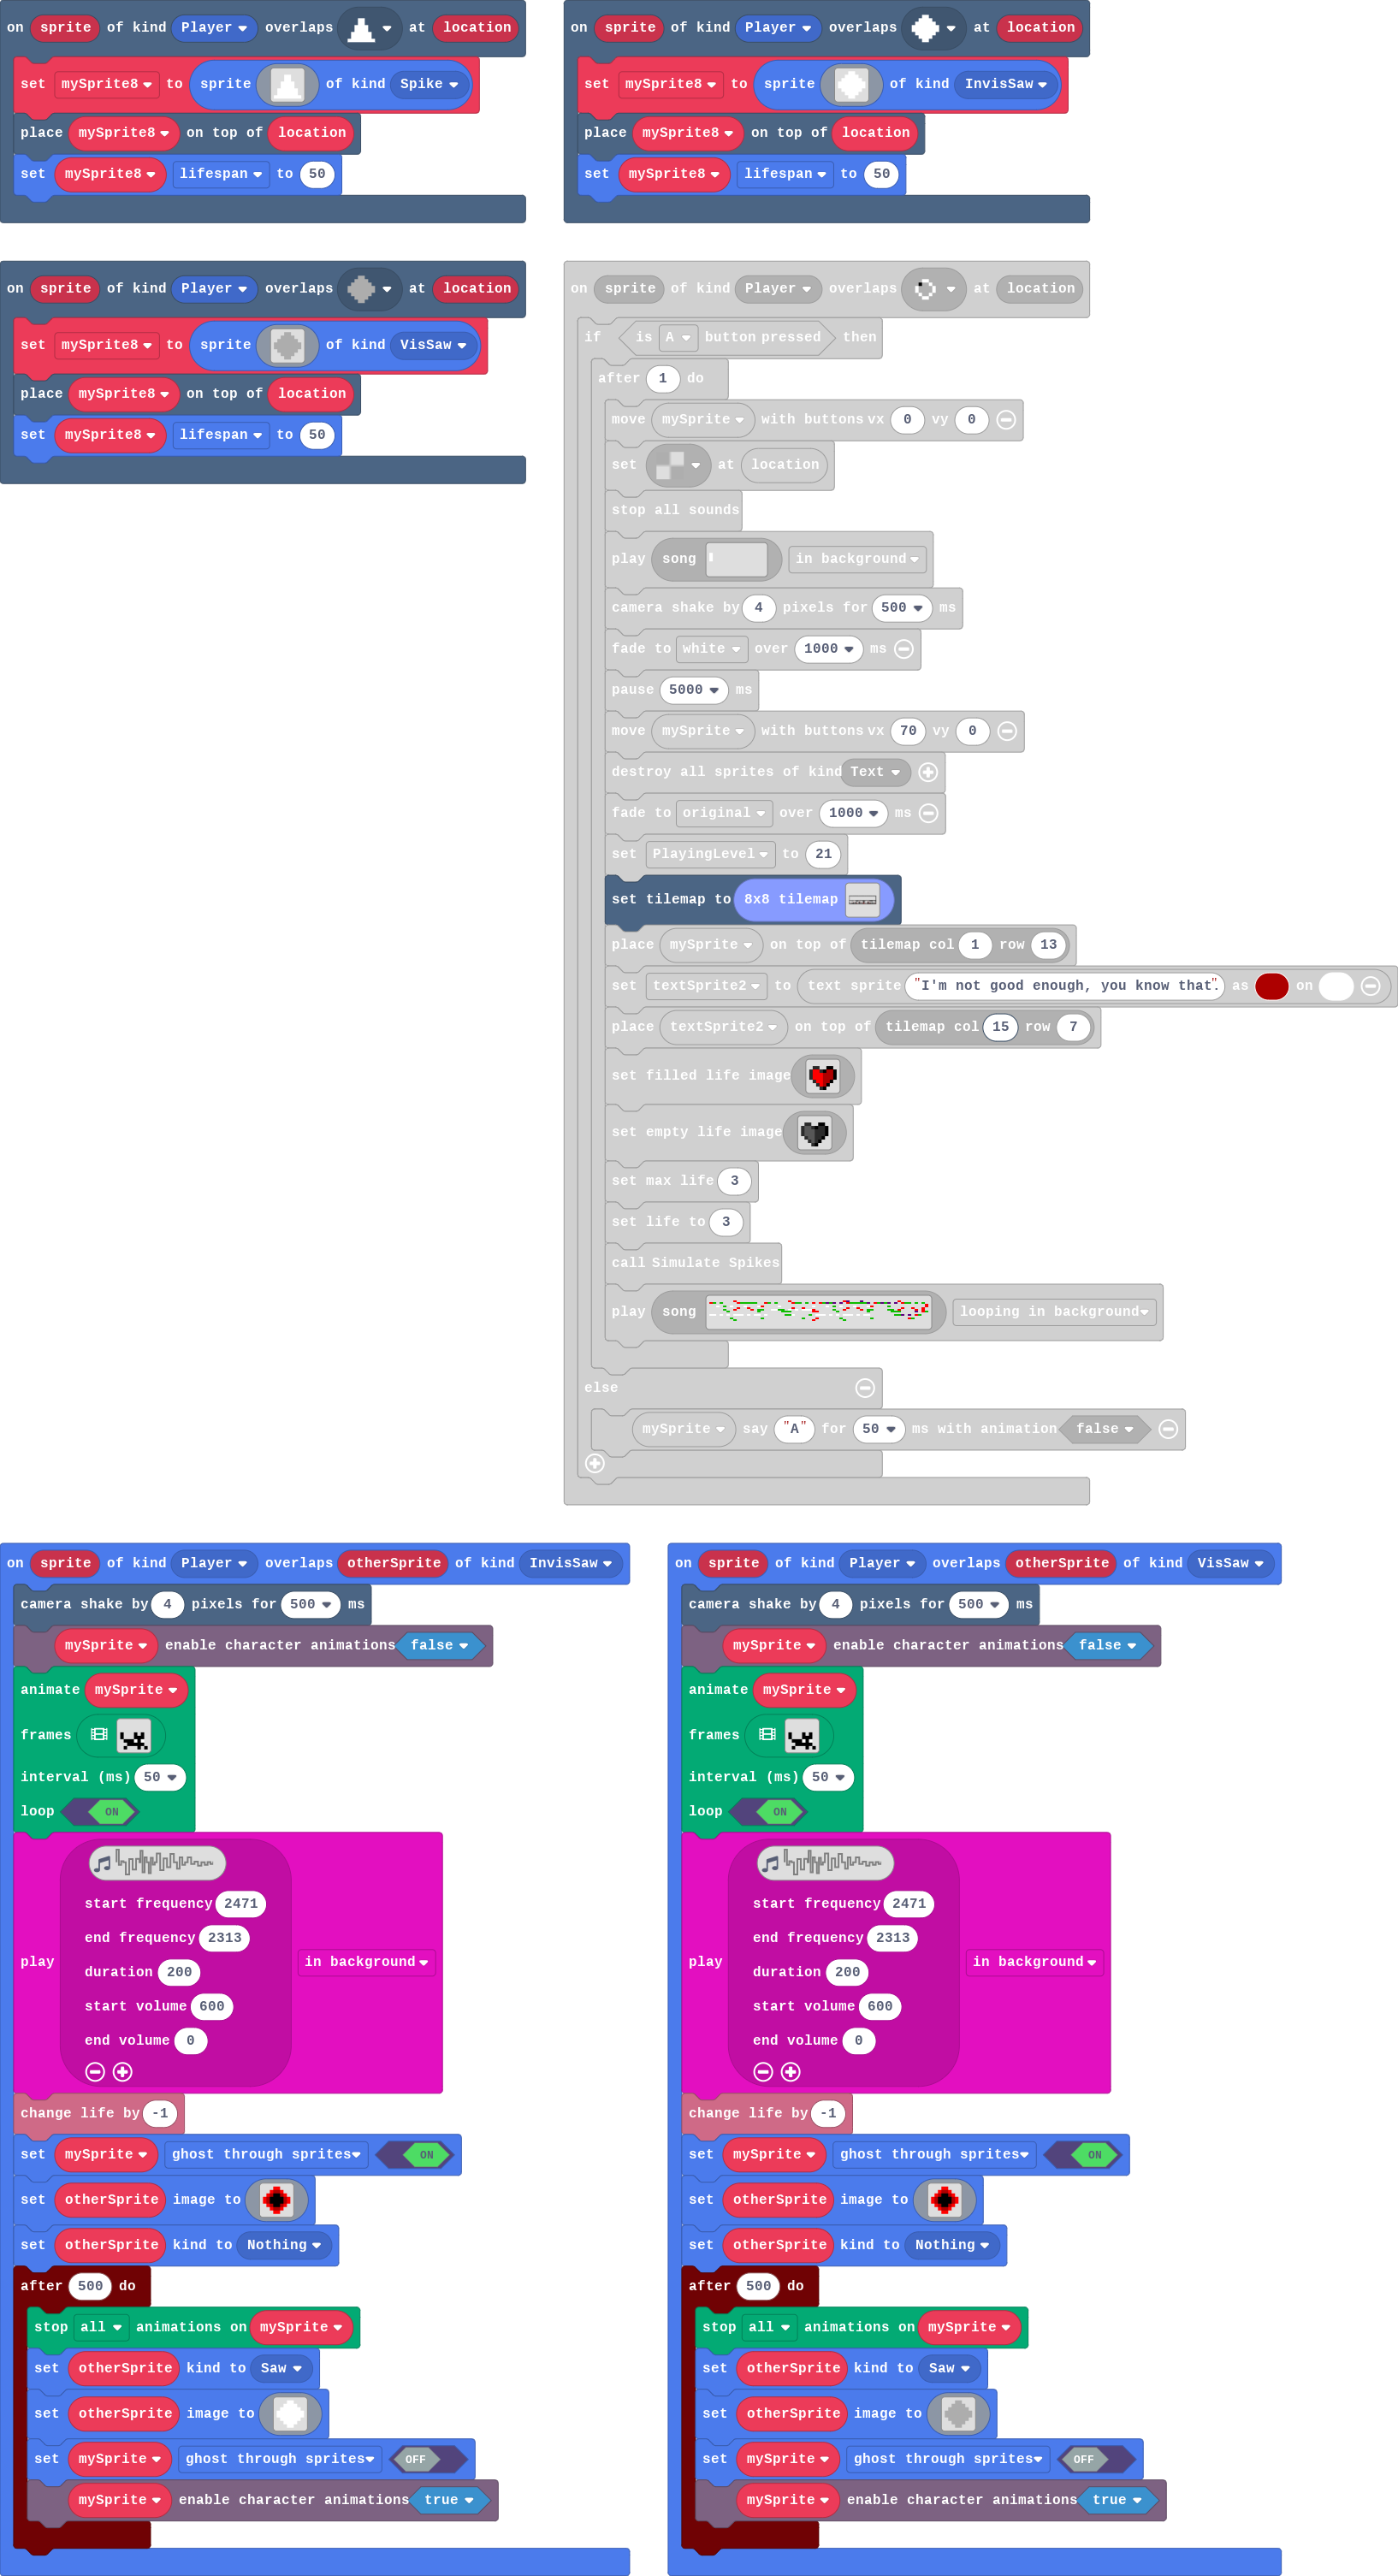 on sprite of kind Player overlaps at location
set mySprite8 to sprite of kind Spike
place mySprite8 on top of location
set mySprite8 lifespan to 50
on sprite of kind Player overlaps at location
set mySprite8 to sprite of kind InvisSaw
place mySprite8 on top of location
set mySprite8 lifespan to 50
on sprite of kind Player overlaps at location
set mySprite8 to sprite of kind VisSaw
place mySprite8 on top of location
set mySprite8 lifespan to 50
on sprite of kind Player overlaps at location
if is A button pressed then
after 1 do
move mySprite with buttons vx 0 vy 0
set at location
stop all sounds
play song in background
camera shake by 4 pixels for 500 ms
fade to white over 1000 ms
pause 5000 ms
move mySprite with buttons vx 70 vy 0
destroy all sprites of kind Text
fade to original over 1000 ms
set PlayingLevel to 21
set tilemap to 8x8 tilemap
place mySprite on top of tilemap col 1 row 13
set textSprite2 to text sprite "I'm not good enough, you know that." as on
place textSprite2 on top of tilemap col 15 row 7
set filled life image
set empty life image
set max life 3
set life to 3
call Simulate Spikes
play song looping in background
else
mySprite say "A" for 50 ms with animation false
on sprite of kind Player overlaps otherSprite of kind InvisSaw
camera shake by 4 pixels for 500 ms
mySprite enable character animations false
animate mySprite
frames
interval (ms) 50
loop ON
play
start frequency 2471
end frequency 2313
duration 200
start volume 600
end volume 0
in background
change life by -1
set mySprite ghost through sprites ON
set otherSprite image to
set otherSprite kind to Nothing
after 500 do
stop all animations on mySprite
set otherSprite kind to Saw
set otherSprite image to
set mySprite ghost through sprites OFF
mySprite enable character animations true
on sprite of kind Player overlaps otherSprite of kind VisSaw
camera shake by 4 pixels for 500 ms
mySprite enable character animations false
animate mySprite
frames
interval (ms) 50
loop ON
play
start frequency 2471
end frequency 2313
duration 200
start volume 600
end volume 0
in background
change life by -1
set mySprite ghost through sprites ON
set otherSprite image to
set otherSprite kind to Nothing
after 500 do
stop all animations on mySprite
set otherSprite kind to Saw
set otherSprite image to
set mySprite ghost through sprites OFF
mySprite enable character animations true